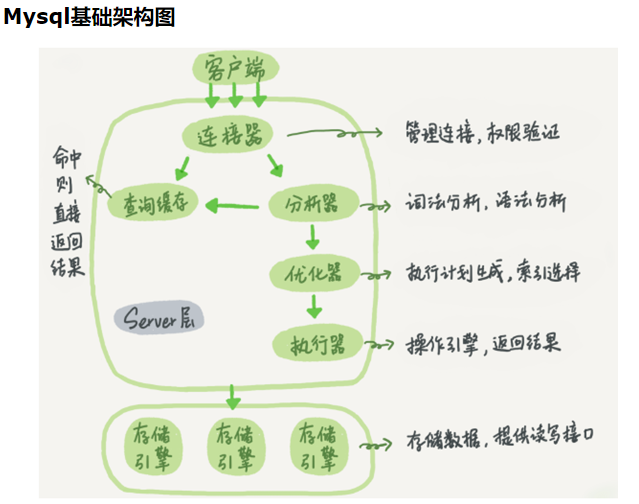 Mysql基础架构图
客户端
连接器
管理连接,权限验证
命中
则
直接
返回
结果
查询缓存
分析器
词法分析,语法分析
优化器
执行计划生成,索引选择
Server层
执行器
操作引擎,返回结果
存储
引擎
存储
引擎
存储
引擎
存储数据,提供读写接口